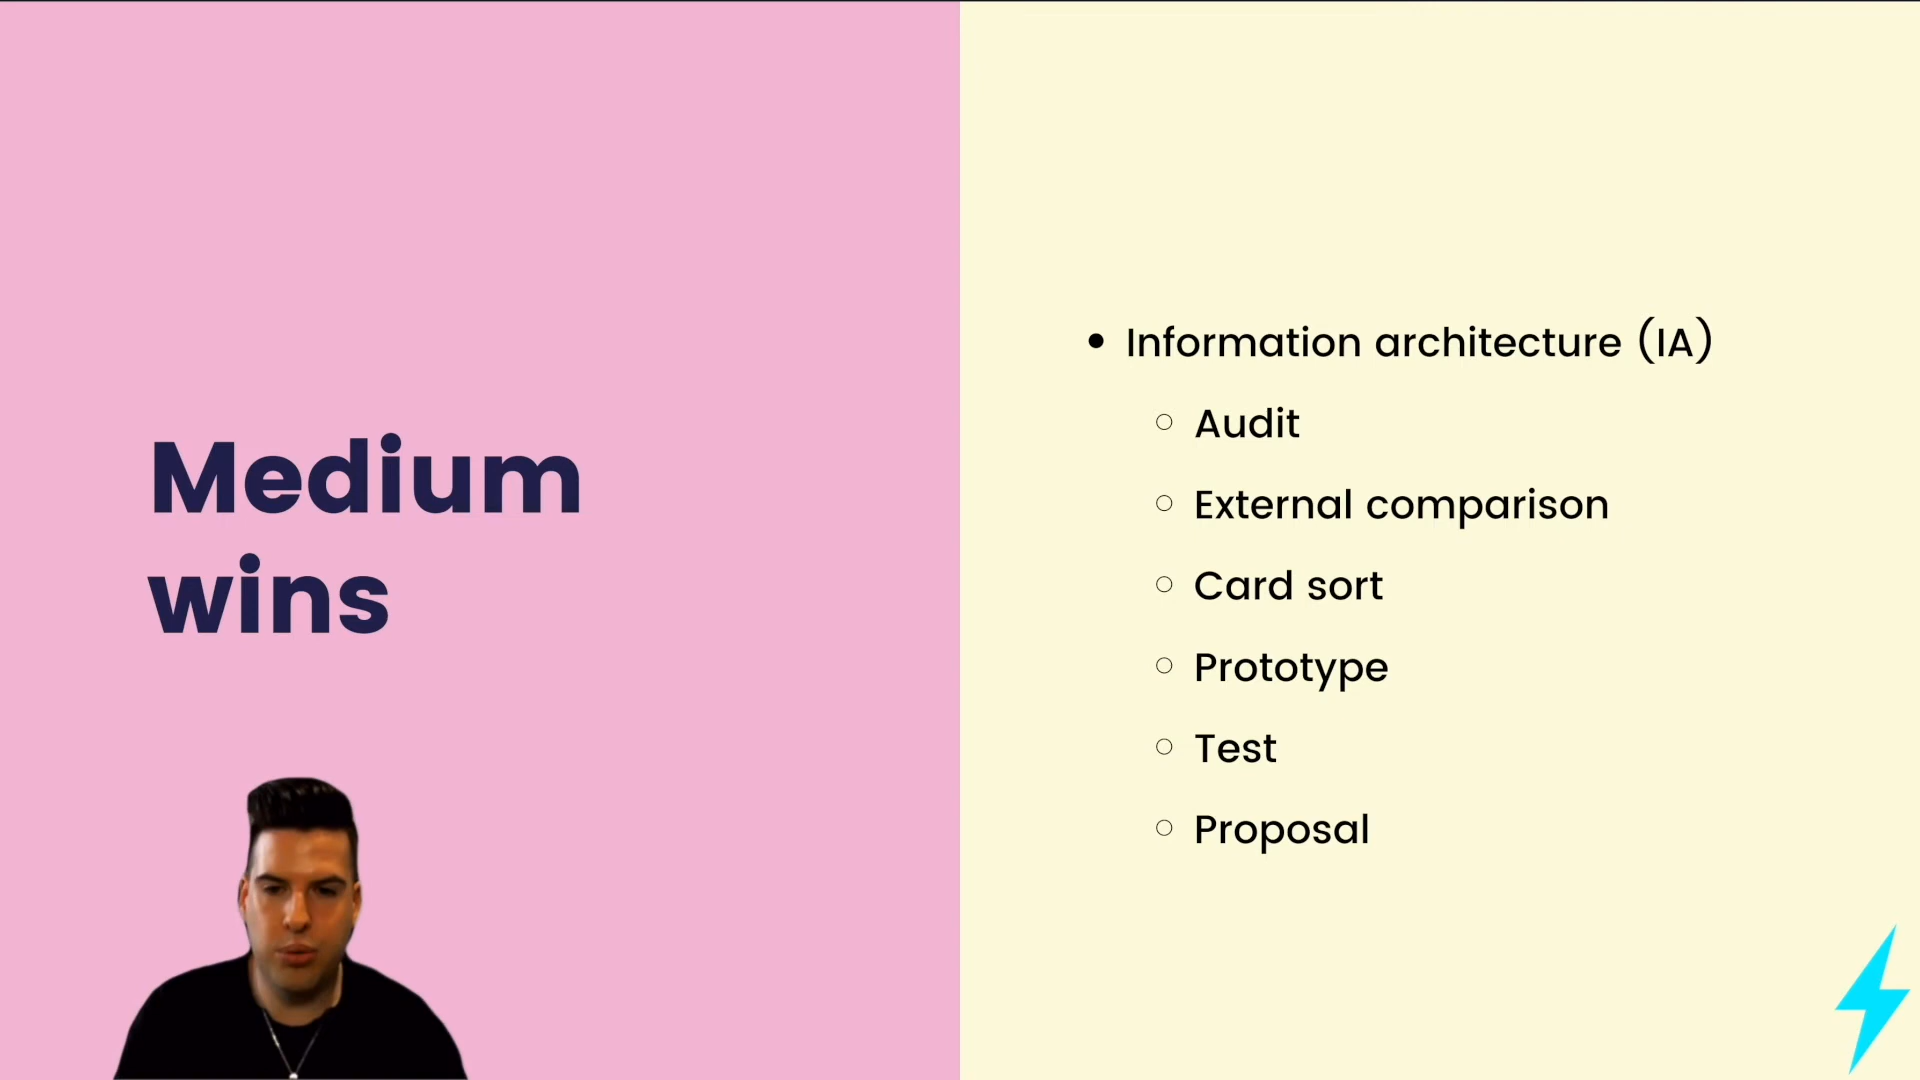 Medium
wins
Information architecture (IA)
Audit
External comparison
Card sort
Prototype
Test
Proposal